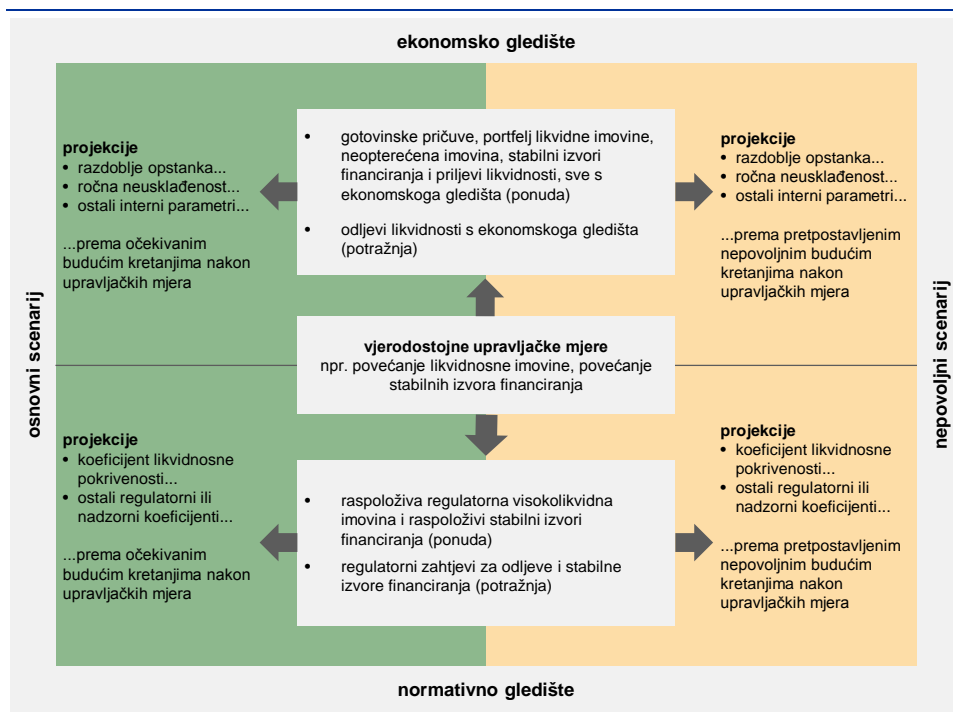 ekonomsko gledište
osnovni scenarij
nepovoljni scenarij
projekcije
• razdoblje opstanka...
• ročna neusklađenost...
• ostali interni parametri...
...prema očekivanim
budućim kretanjima nakon
upravljačkih mjera
• gotovinske pričuve, portfelj likvidne imovine,
neopterećena imovina, stabilni izvori
financiranja i priljevi likvidnosti, sve s
ekonomskoga gledišta (ponuda)
• odljevi likvidnosti s ekonomskoga gledišta
(potražnja)
projekcije
• razdoblje opstanka...
• ročna neusklađenost...
• ostali interni parametri...
...prema pretpostavljenim
nepovoljnim budućim
kretanjima nakon
upravljačkih mjera
vjerodostojne upravljačke mjere
npr. povećanje likvidnosne imovine, povećanje
stabilnih izvora financiranja
projekcije
• koeficijent likvidnosne
pokrivenosti...
• ostali regulatorni ili
nadzorni koeficijenti...
...prema očekivanim
budućim kretanjima nakon
upravljačkih mjera
• raspoloživa regulatorna visokolikvidna
imovina i raspoloživi stabilni izvori
financiranja (ponuda)
• regulatorni zahtjevi za odljeve i stabilne
izvore financiranja (potražnja)
projekcije
• koeficijent likvidnosne
pokrivenosti...
• ostali regulatorni ili
nadzorni koeficijenti...
...prema pretpostavljenim
nepovoljnim budućim
kretanjima nakon
upravljačkih mjera
normativno gledište